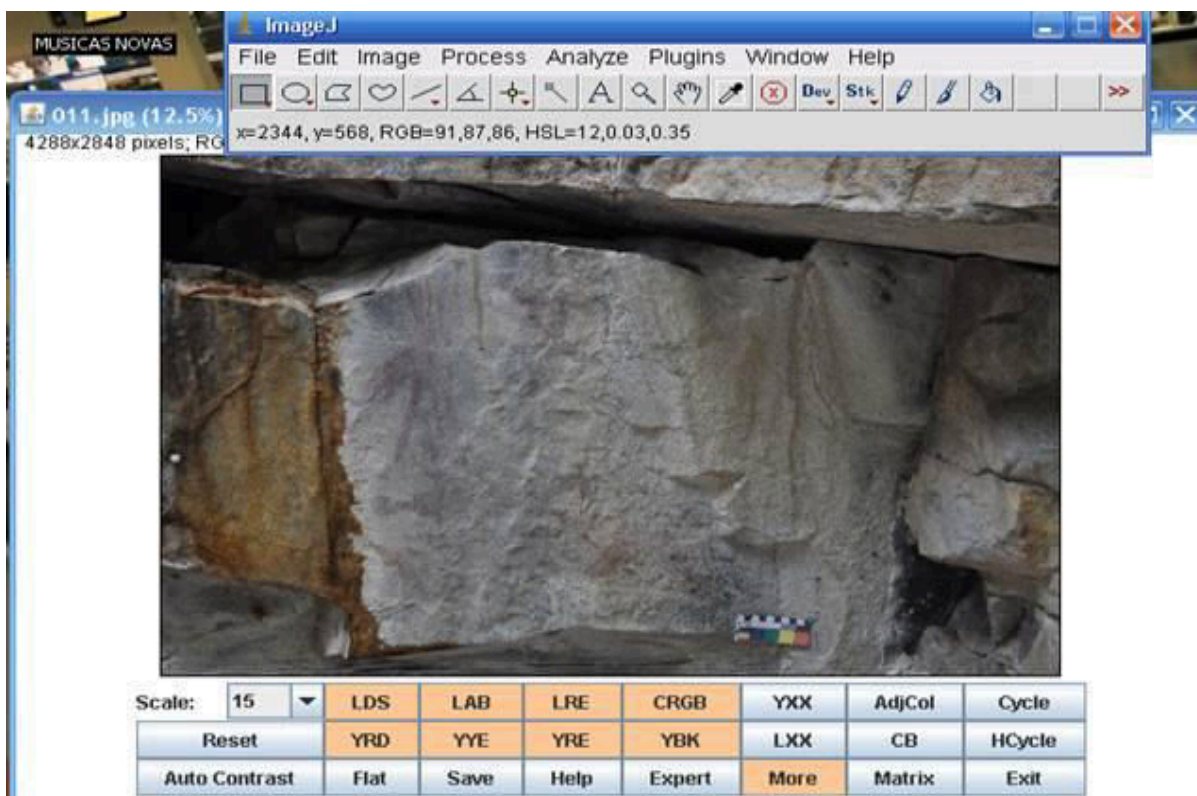 MUSICAS NOVAS
ImageJ
File Edit Image Process Analyze Plugins Window Help
Dev Stk >>
011.jpg (12.5%)
x=2344, y=568, RGB=91,87,86, HSL=12,0.03,0.35
4288x2848 pixels; RG
Scale: 15 LDS LAB LRE CRGB YXX AdjCol Cycle
Reset YRD YYE YRE YBK LXX CB HCycle
Auto Contrast Flat Save Help Expert More Matrix Exit